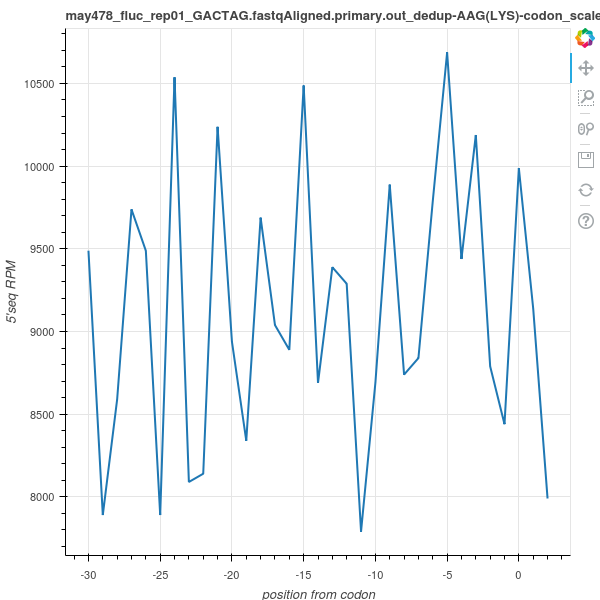 may478_fluc_rep01_GACTAG.fastqAligned.primary.out_dedup-AAG(LYS)-codon_scale
10500
10000
9500
9000
8500
8000
5'seq RPM
-30 -25 -20 -15 -10 -5 0
position from codon